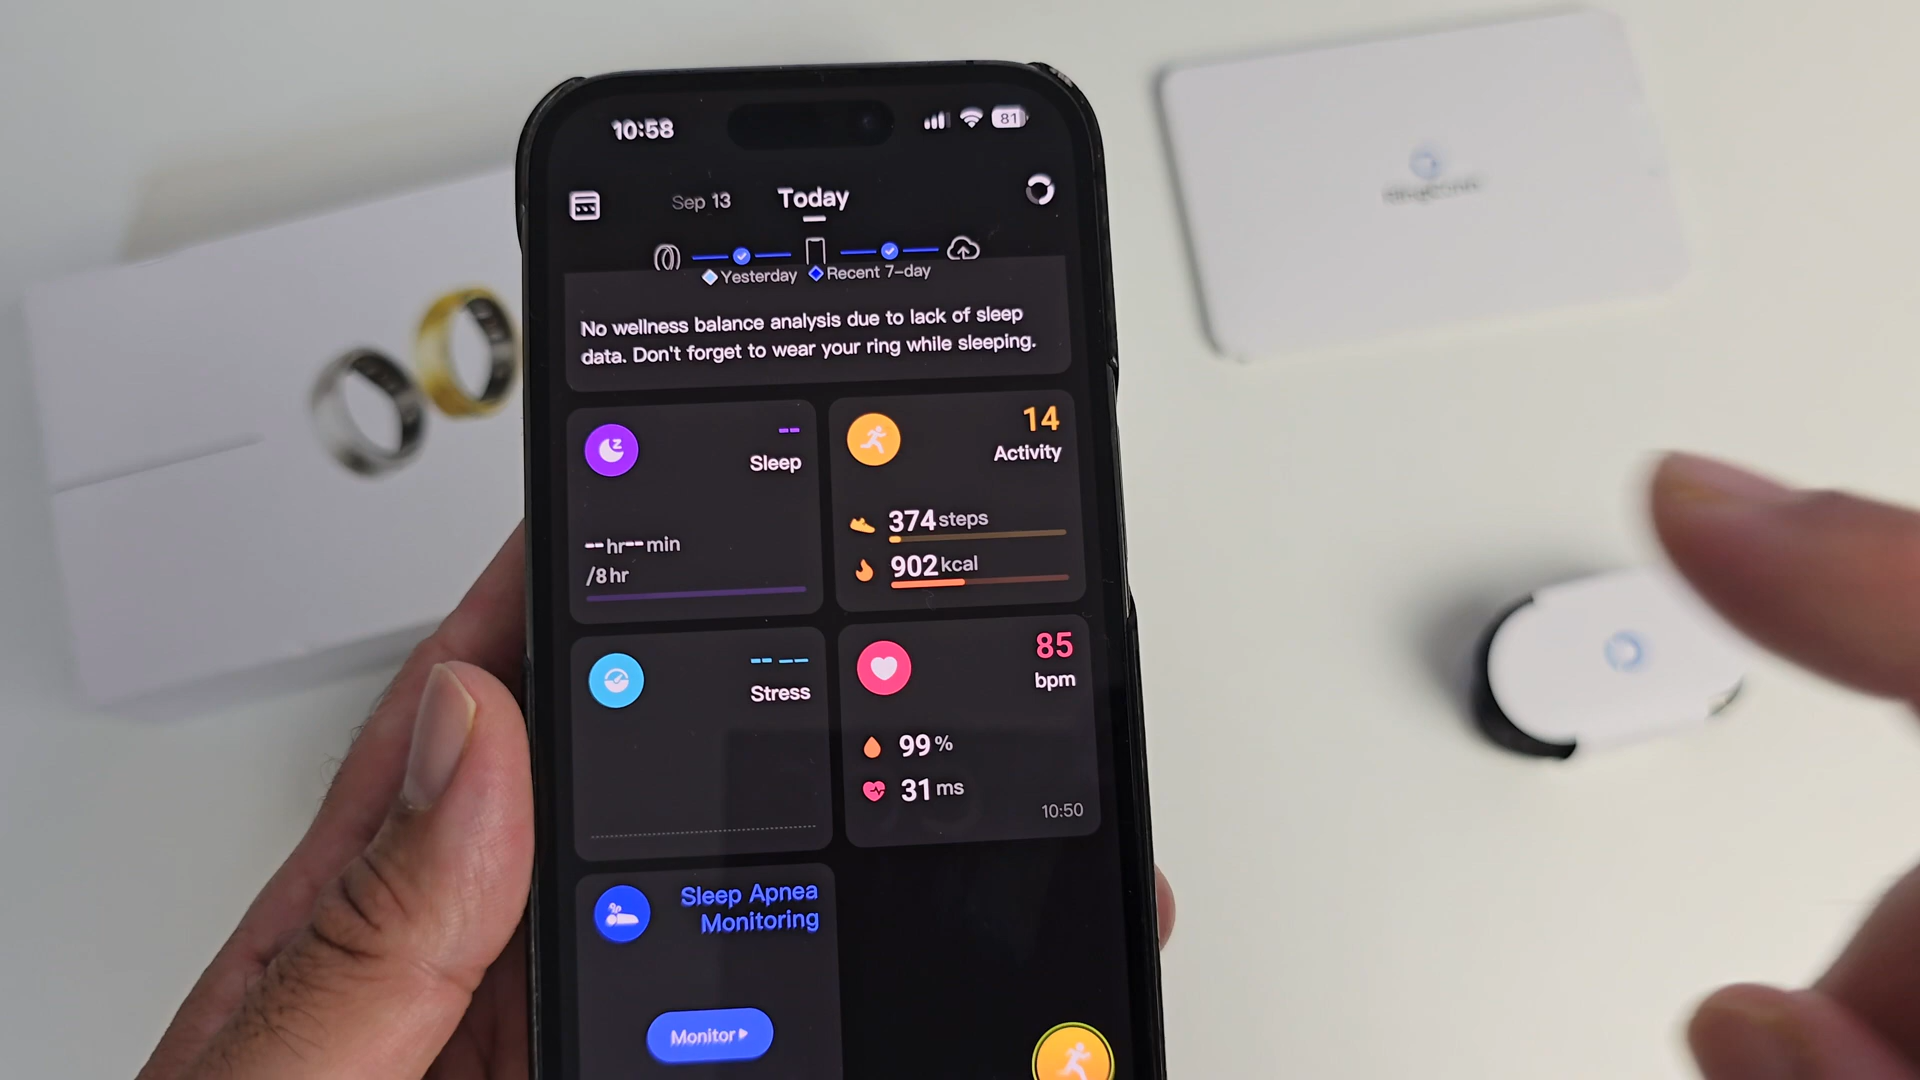 10:58
81
Sep 13 Today
Yesterday Recent 7-day
No wellness balance analysis due to lack of sleep
data. Don't forget to wear your ring while sleeping.
--
Sleep
--hr--min
/8hr
14
Activity
374 steps
902 kcal
-- --
Stress
85
bpm
99 %
31 ms
10:50
Sleep Apnea
Monitoring
Monitor